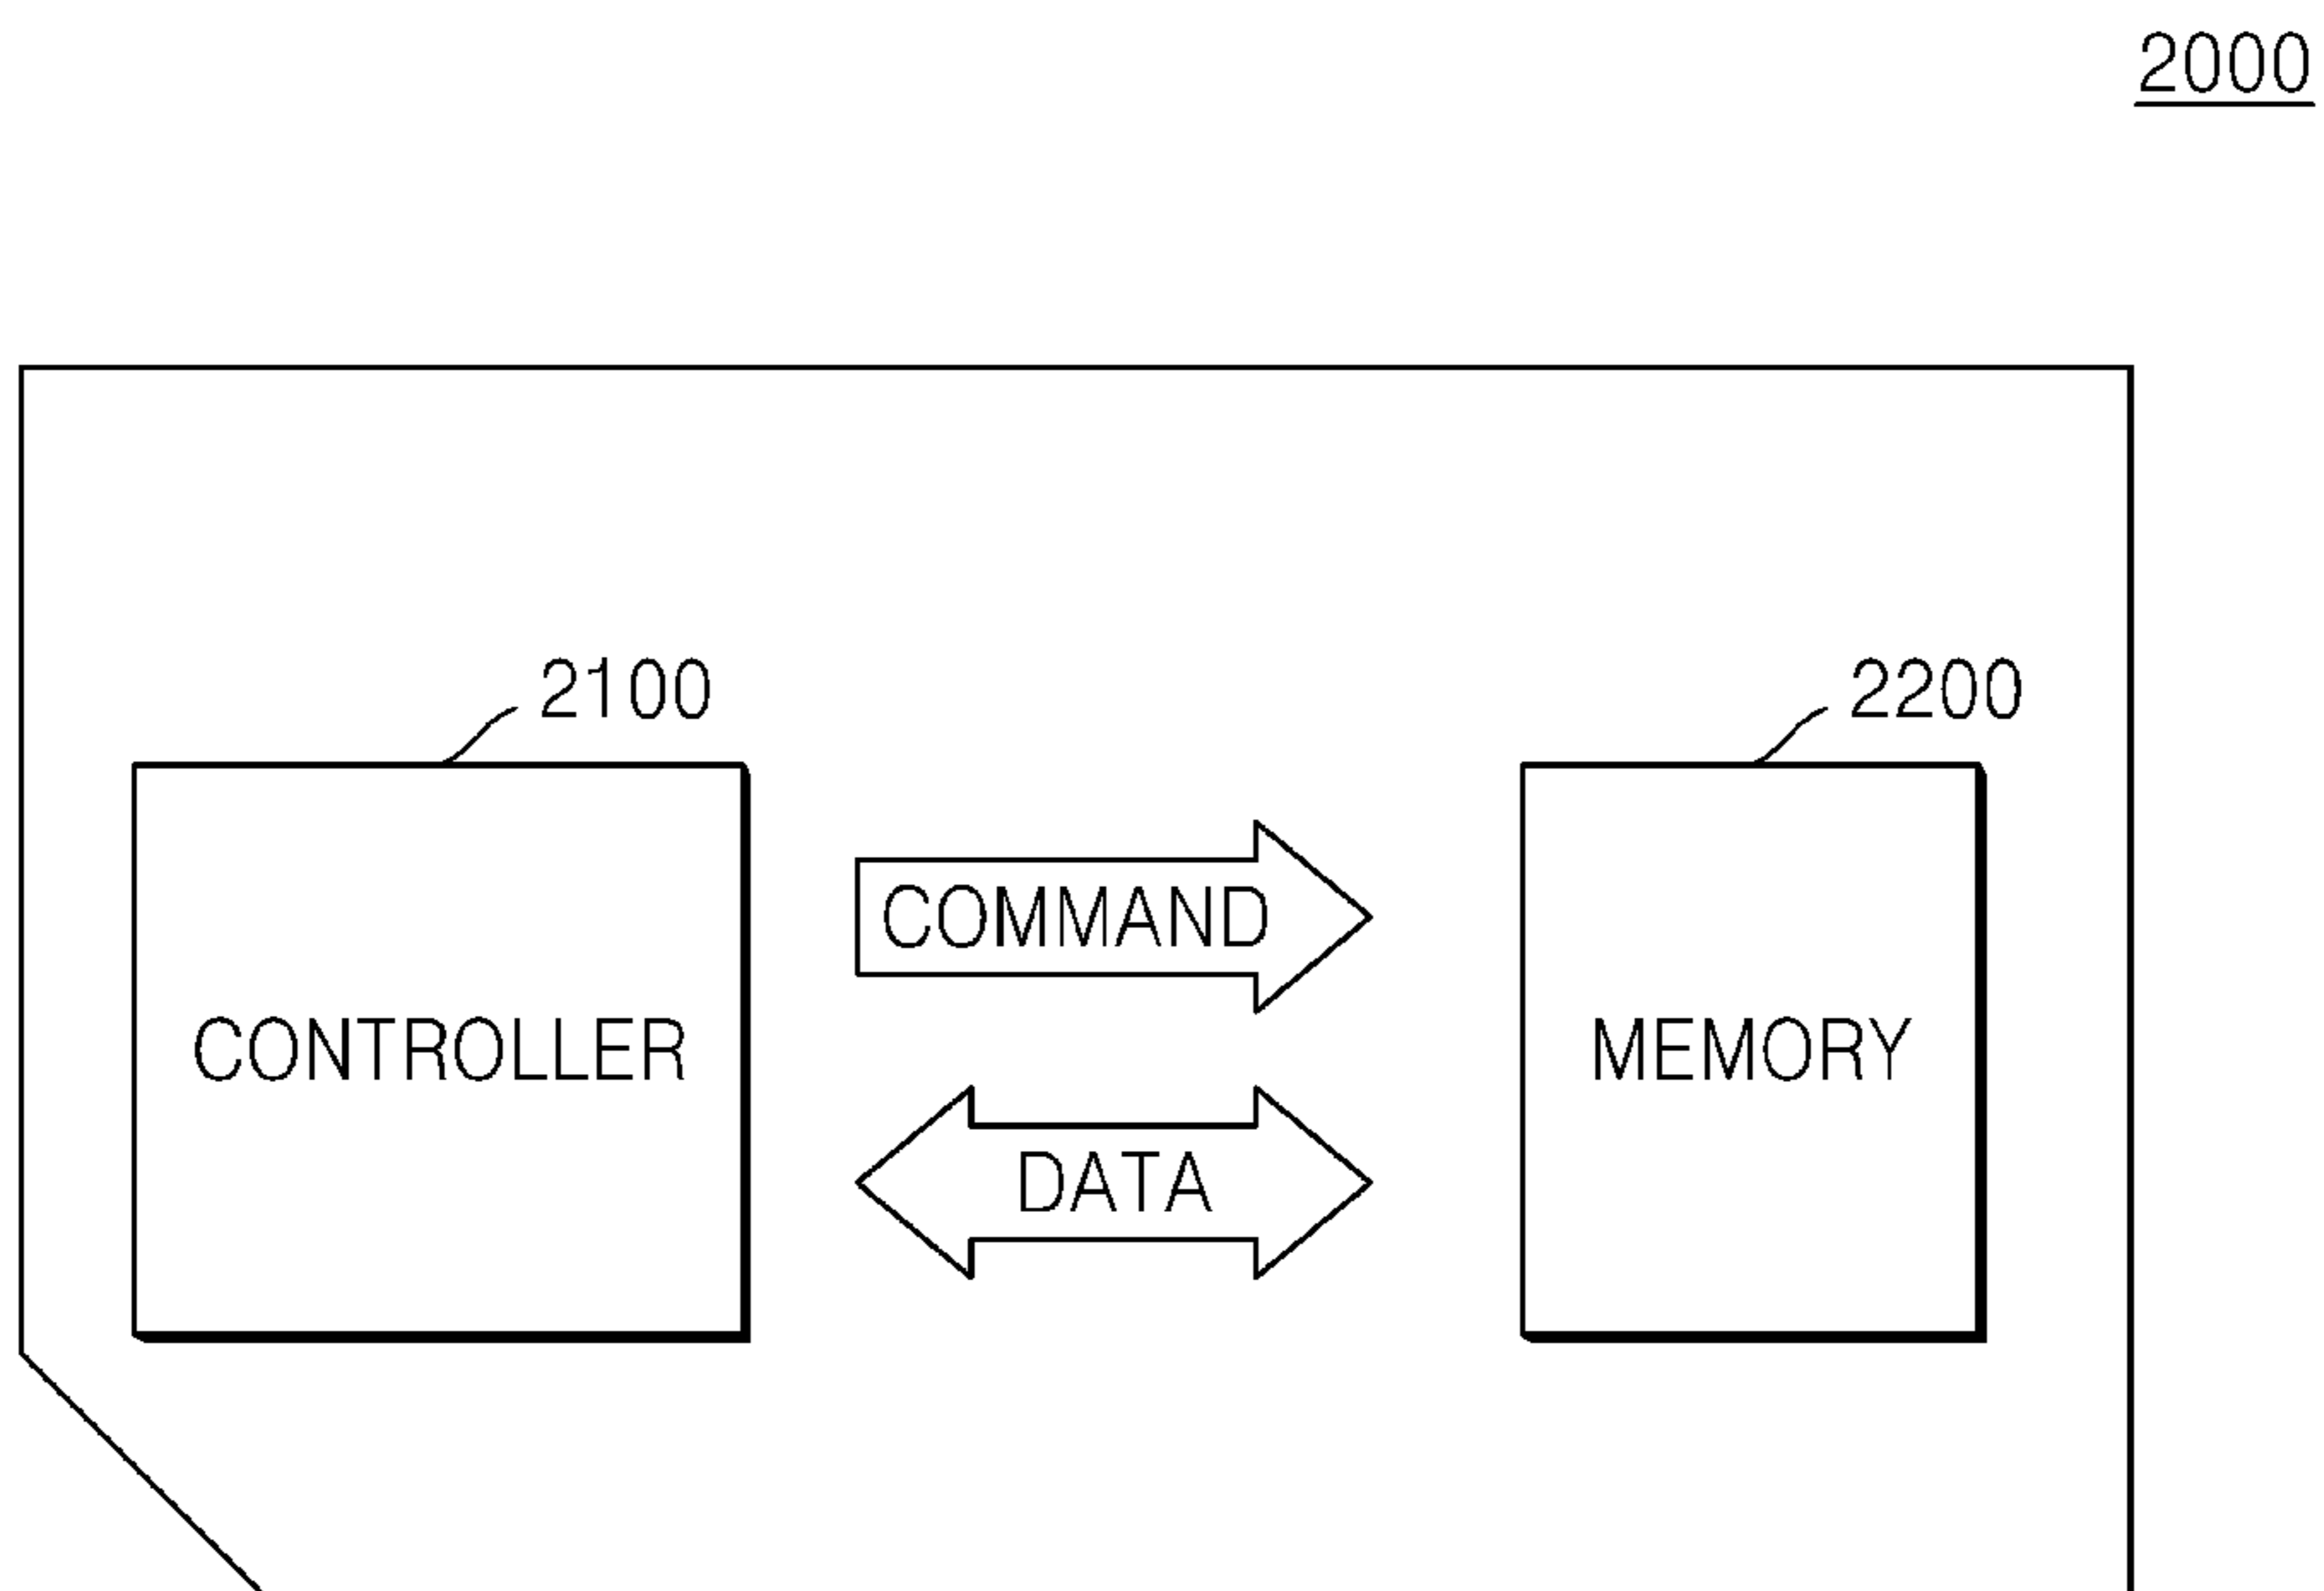 2000
2100
2200
COMMAND
CONTROLLER
MEMORY
DATA